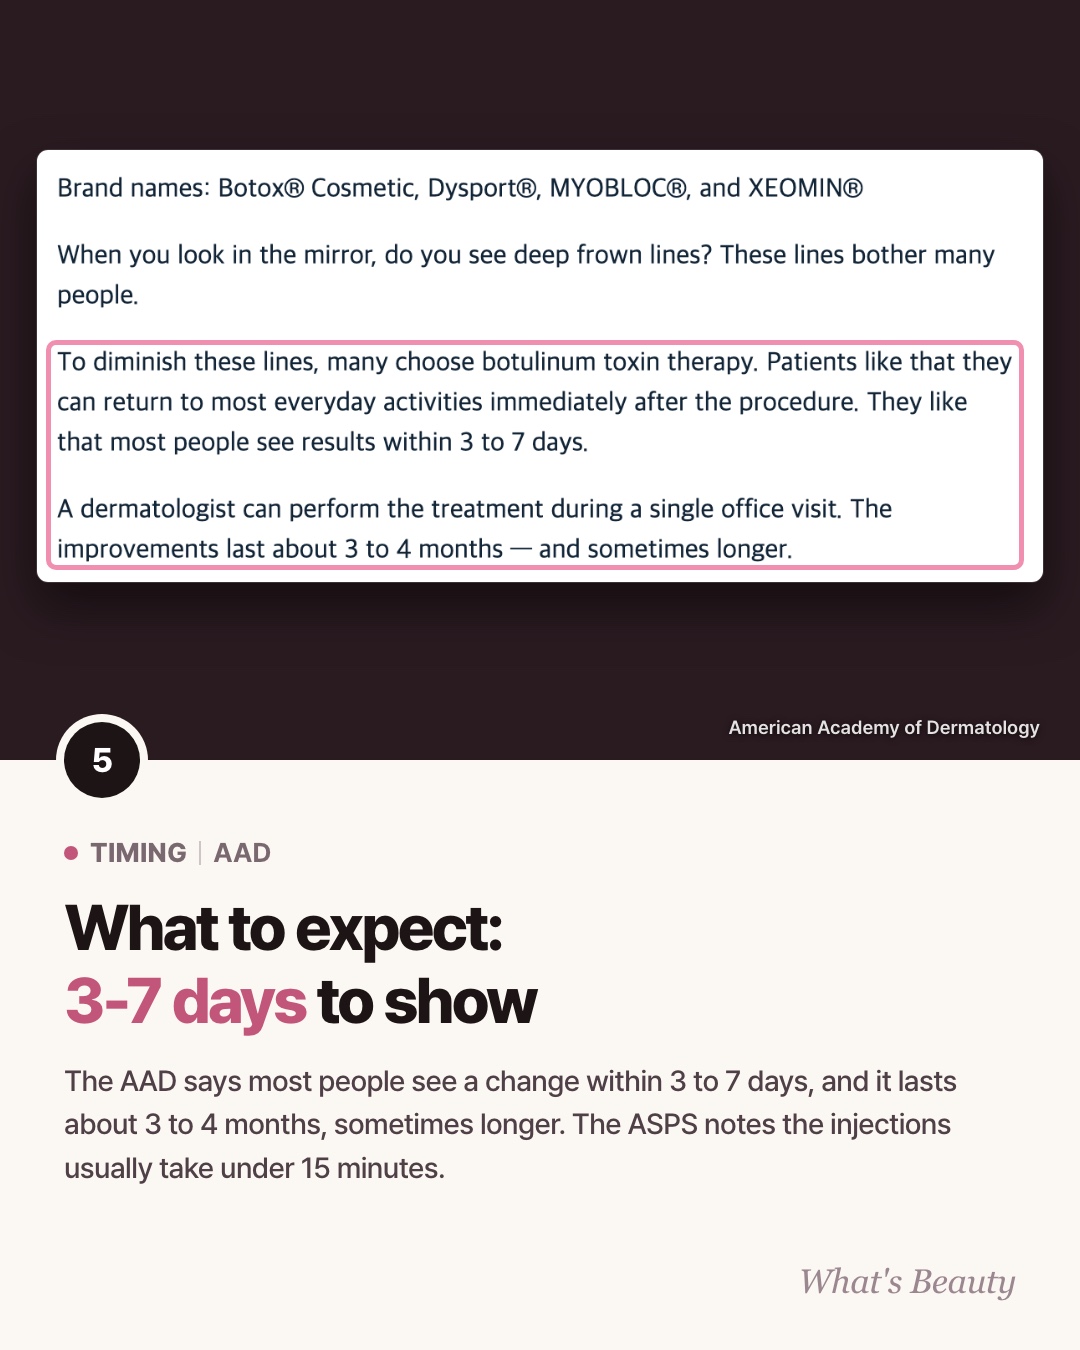 Brand names: Botox® Cosmetic, Dysport®, MYOBLOC®, and XEOMIN®
When you look in the mirror, do you see deep frown lines? These lines bother many
people.
To diminish these lines, many choose botulinum toxin therapy. Patients like that they
can return to most everyday activities immediately after the procedure. They like
that most people see results within 3 to 7 days.
A dermatologist can perform the treatment during a single office visit. The
improvements last about 3 to 4 months — and sometimes longer.
American Academy of Dermatology
5
TIMING | AAD
What to expect:
3-7 days to show
The AAD says most people see a change within 3 to 7 days, and it lasts
about 3 to 4 months, sometimes longer. The ASPS notes the injections
usually take under 15 minutes.
What's Beauty